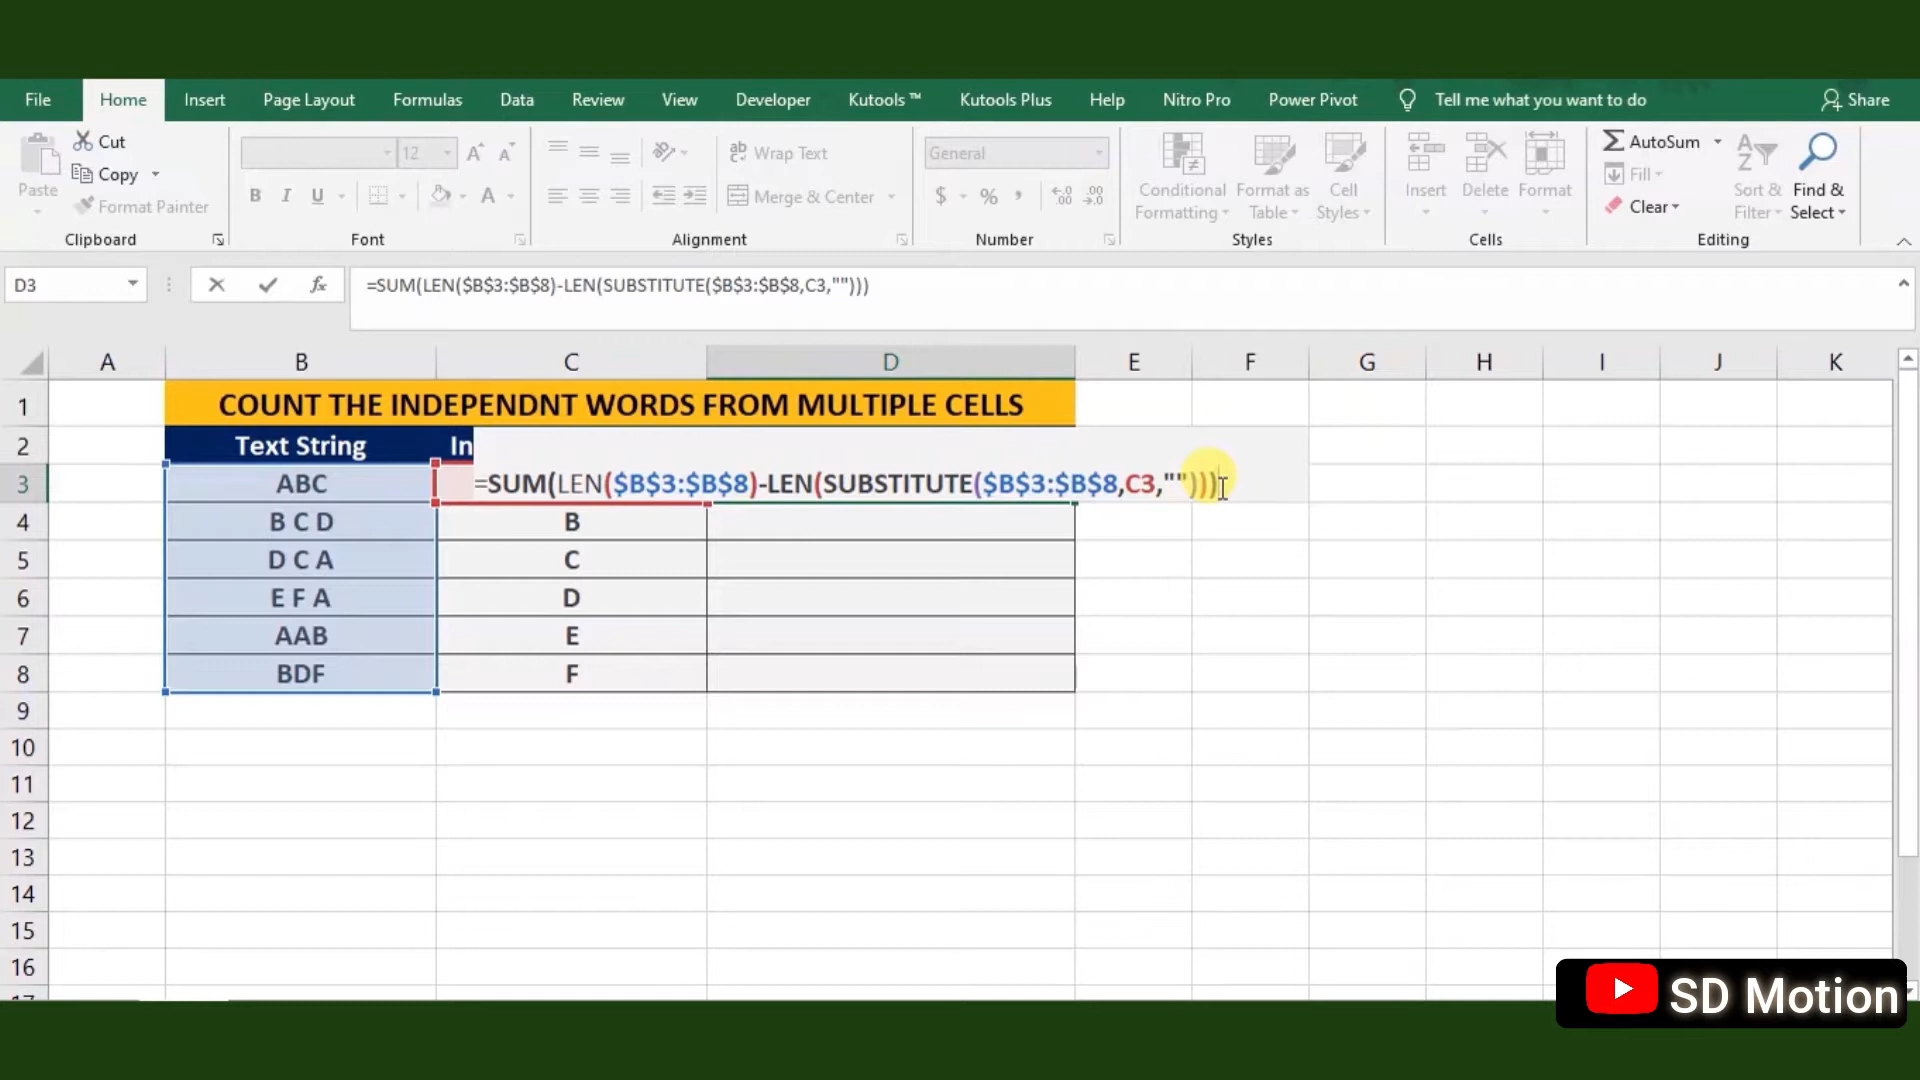 File Home Insert Page Layout Formulas Data Review View Developer Kutools ™ Kutools Plus Help Nitro Pro Power Pivot Tell me what you want to do Share
Cut
Copy
Paste
Format Painter
Clipboard
12
B I U
Font
Wrap Text
Merge & Center
Alignment
General
$ % ,
Number
Conditional Formatting
Format as Table
Cell Styles
Styles
Insert
Delete
Format
Cells
AutoSum
Fill
Clear
Sort & Filter
Find & Select
Editing
D3 fx =SUM(LEN($B$3:$B$8)-LEN(SUBSTITUTE($B$3:$B$8,C3,"")))
A B C D E F G H I J K
1 COUNT THE INDEPENDNT WORDS FROM MULTIPLE CELLS
2 Text String In
3 ABC =SUM(LEN($B$3:$B$8)-LEN(SUBSTITUTE($B$3:$B$8,C3,"")))
4 B C D B
5 D C A C
6 E F A D
7 AAB E
8 BDF F
9
10
11
12
13
14
15
16
17
SD Motion